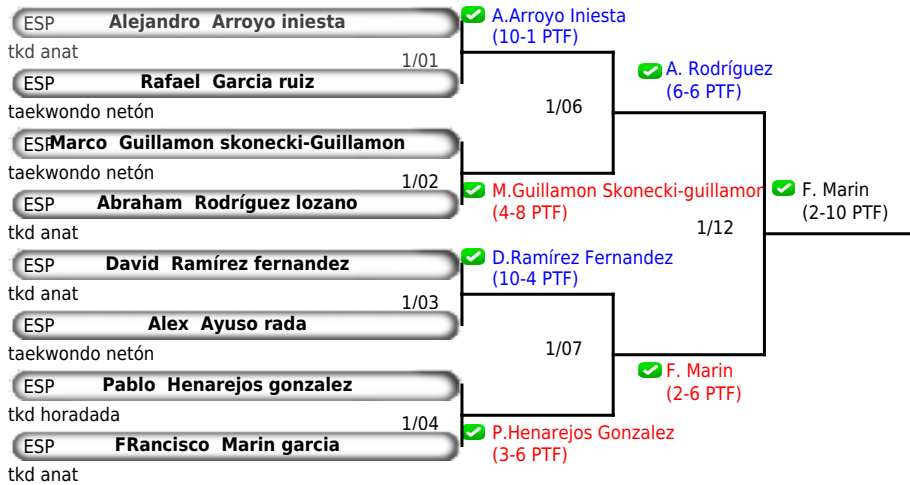 ESP Alejandro Arroyo iniesta
tkd anat
1/01
ESP Rafael Garcia ruiz
taekwondo netón
ESP Marco Guillamon skonecki-Guillamon
taekwondo netón
1/02
ESP Abraham Rodríguez lozano
tkd anat
ESP David Ramírez fernandez
tkd anat
1/03
ESP Alex Ayuso rada
taekwondo netón
ESP Pablo Henarejos gonzalez
tkd horadada
1/04
ESP FRancisco Marin garcia
tkd anat
A.Arroyo Iniesta
(10-1 PTF)
1/06
M.Guillamon Skonecki-guillamon
(4-8 PTF)
D.Ramírez Fernandez
(10-4 PTF)
1/07
P.Henarejos Gonzalez
(3-6 PTF)
A. Rodríguez
(6-6 PTF)
1/12
F. Marin
(2-6 PTF)
F. Marin
(2-10 PTF)